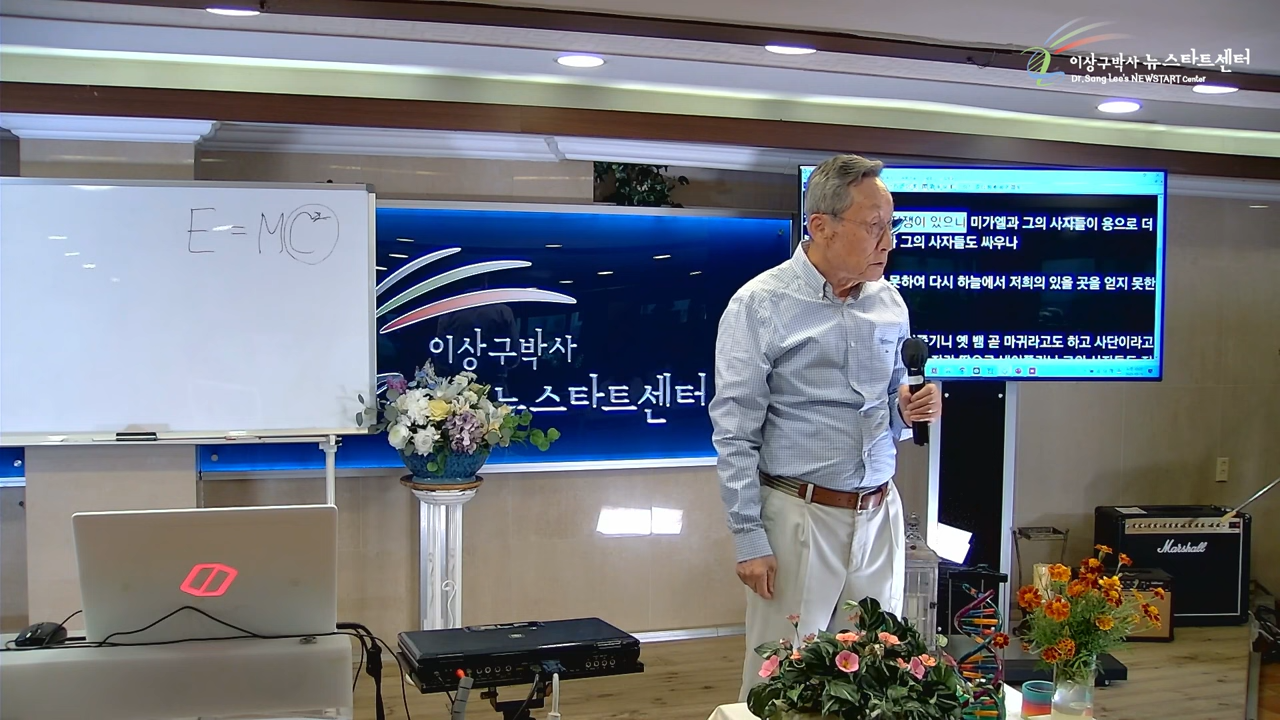 이상구박사 뉴스타트센터
Dr. Sang Lee's NEWSTART Center
E = MC²
이상구박사
뉴스타트센터
쟁이 있으니 미가엘과 그의 사자들이 용으로 더
그의 사자들도 싸우나
못하여 다시 하늘에서 저희의 있을 곳을 얻지 못한
기니 옛 뱀 곧 마귀라고도 하고 사단이라고
Marshall